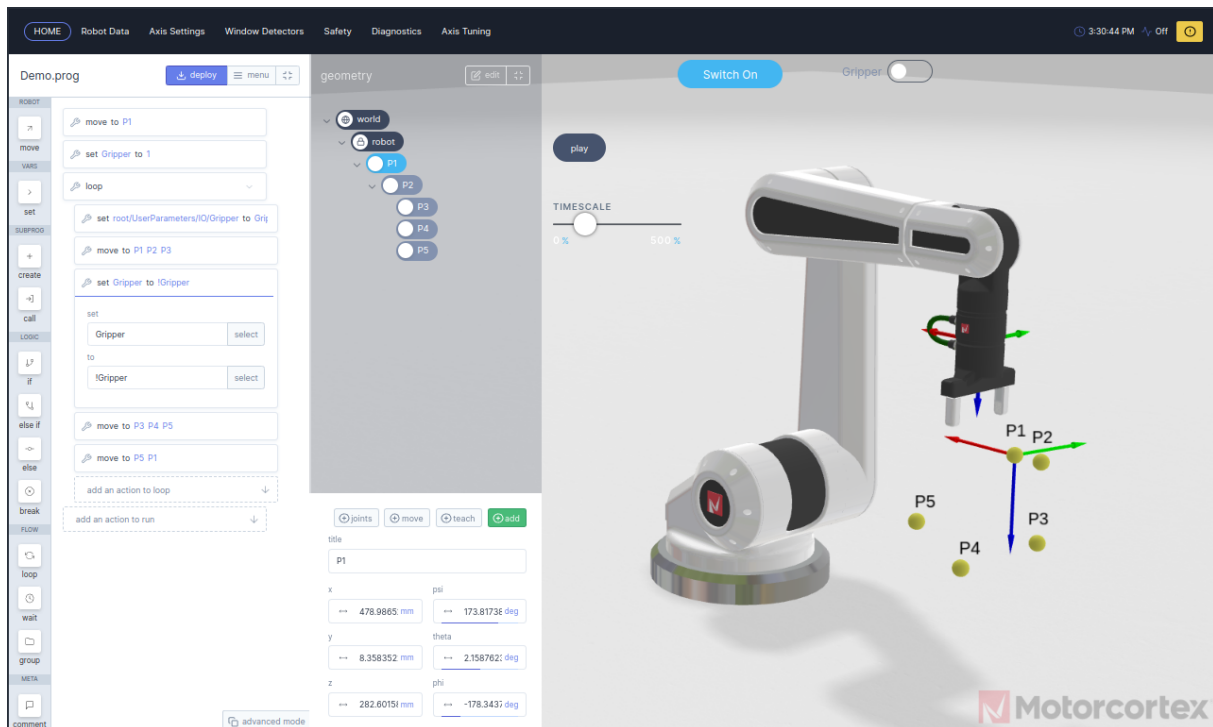 HOME Robot Data Axis Settings Window Detectors Safety Diagnostics Axis Tuning 3:30:44 PM Off
Demo.prog deploy menu
ROBOT
move
VARS
set
SUBPROG
create
call
LOGIC
if
else if
else
break
FLOW
loop
wait
group
META
comment
move to P1
set Gripper to 1
loop
set root/UserParameters/IO/Gripper to Grip
move to P1 P2 P3
set Gripper to !Gripper
set
Gripper select
to
!Gripper select
move to P3 P4 P5
move to P5 P1
add an action to loop
add an action to run
advanced mode
geometry edit
world
robot
P1
P2
P3
P4
P5
joints move teach add
title
P1
x psi
478.9865 mm 173.81738 deg
y theta
8.358352 mm 2.158762 deg
z phi
282.6015 mm -178.3437 deg
Switch On Gripper
play
TIMESCALE
0 % 500 %
P1 P2
P5
P3
P4
Motorcortex